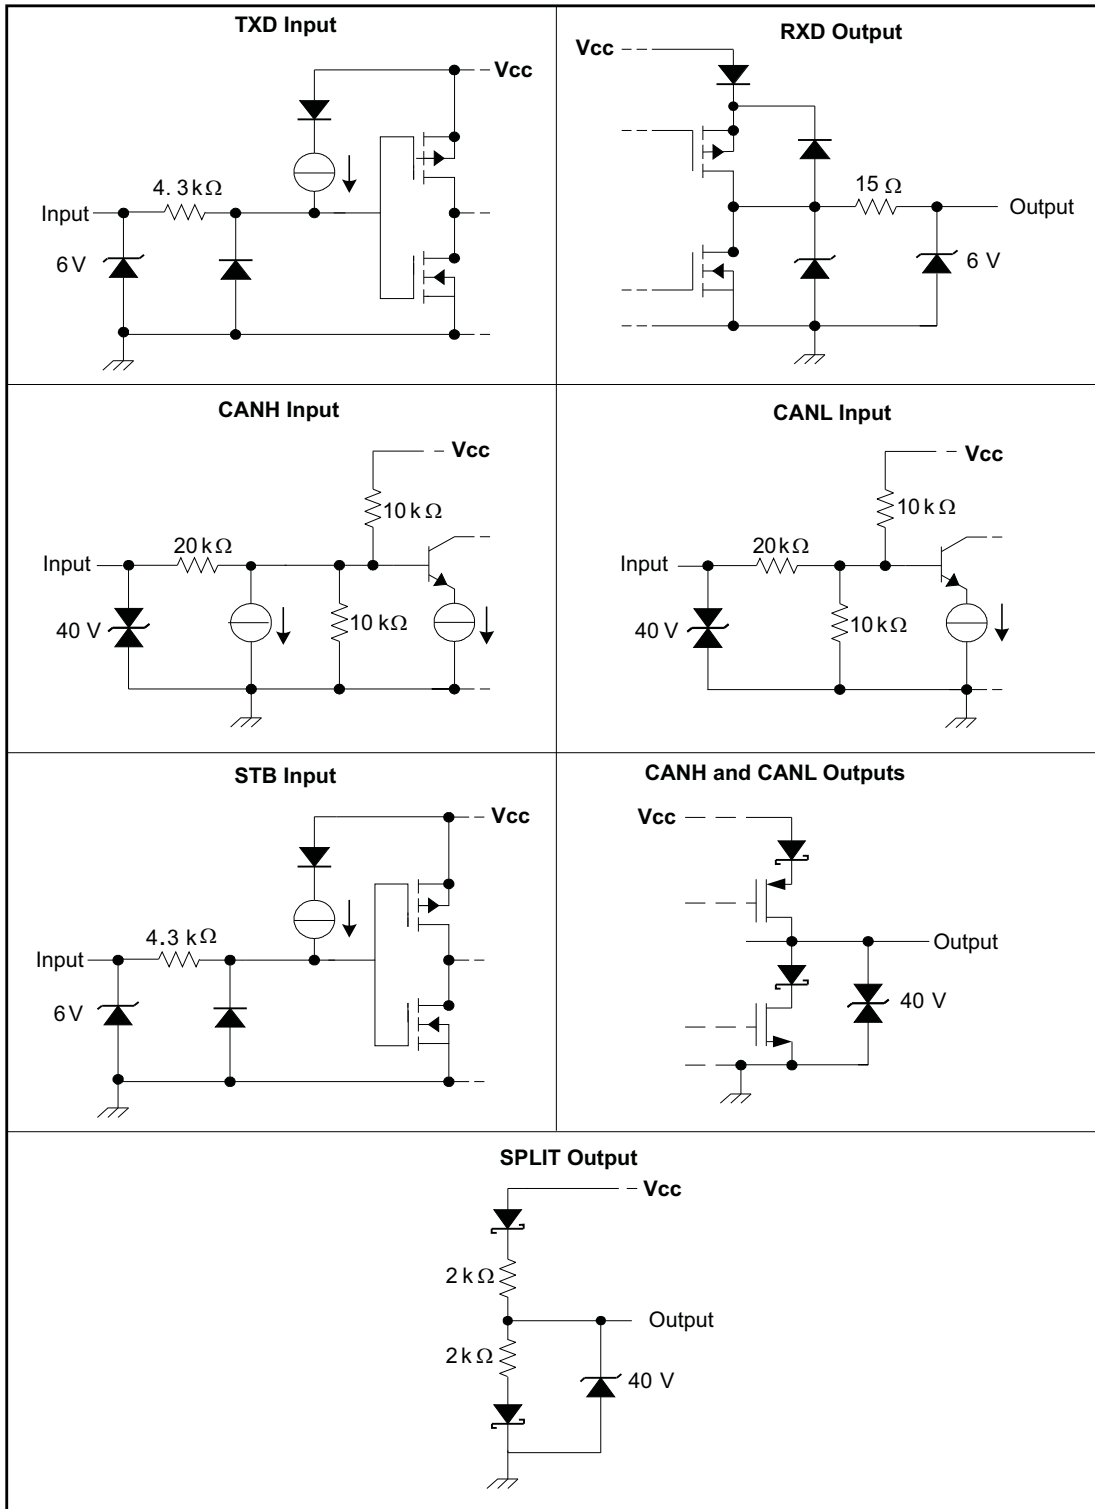 TXD Input
Vcc
4. 3 kΩ
Input
6 V
RXD Output
Vcc
15 Ω
Output
6 V
CANH Input
Vcc
10 k Ω
20 kΩ
Input
10 kΩ
40 V
CANL Input
Vcc
10 k Ω
20 kΩ
Input
10 kΩ
40 V
STB Input
Vcc
4.3 kΩ
Input
6 V
CANH and CANL Outputs
Vcc
Output
40 V
SPLIT Output
Vcc
2 k Ω
Output
2 kΩ
40 V